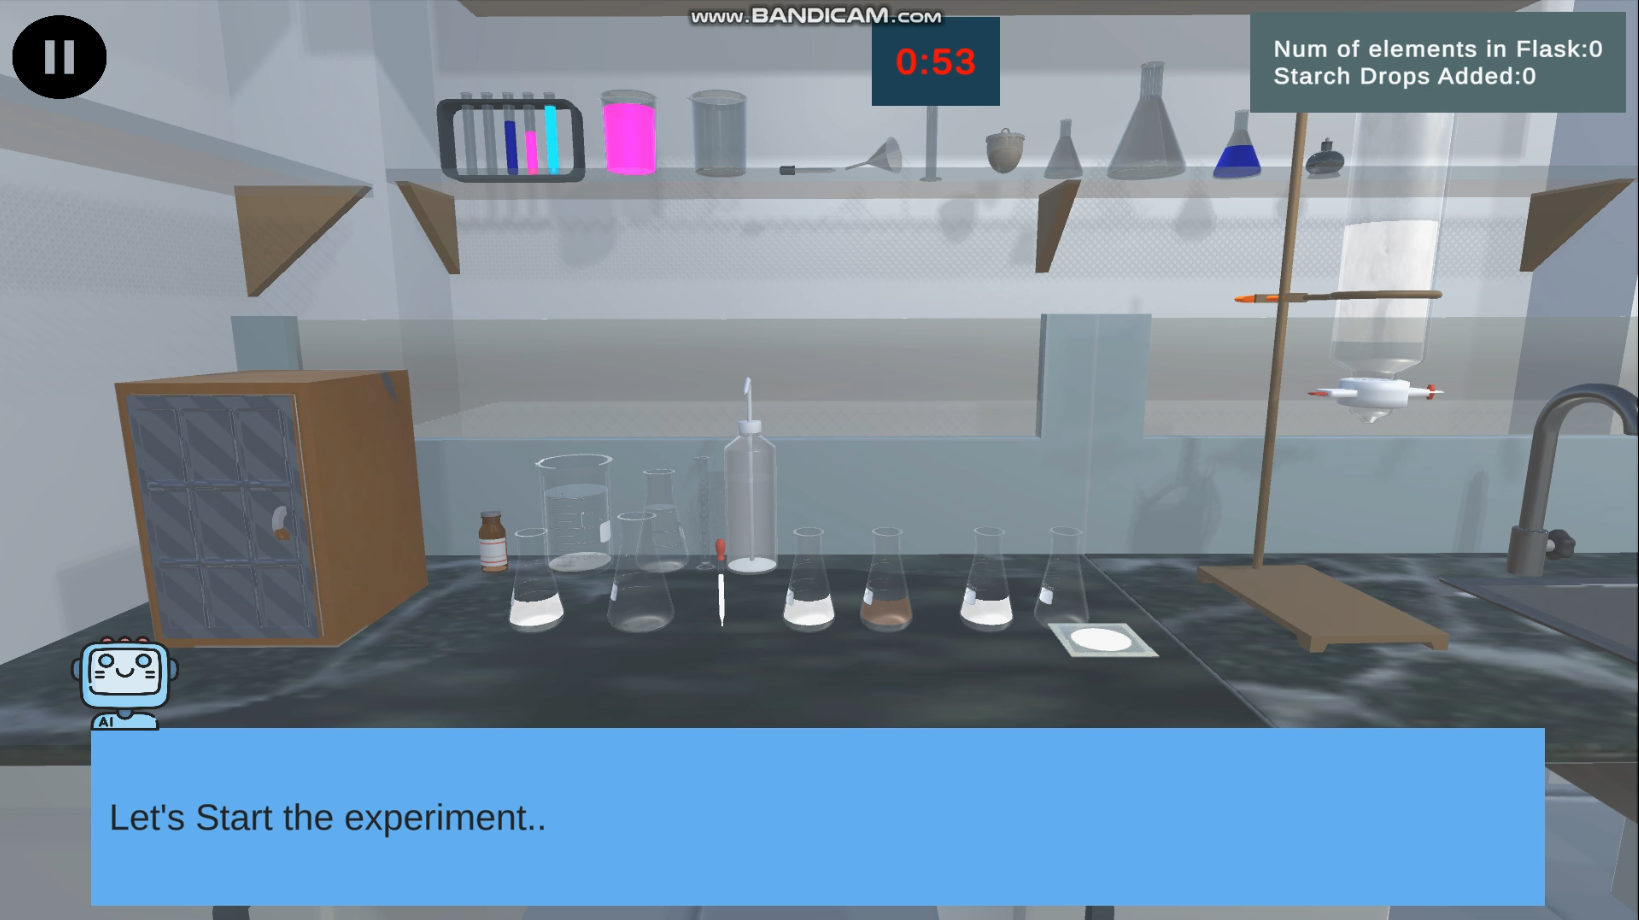 www.BANDICAM.com
0:53
Num of elements in Flask:0
Starch Drops Added:0
AI
Let's Start the experiment..